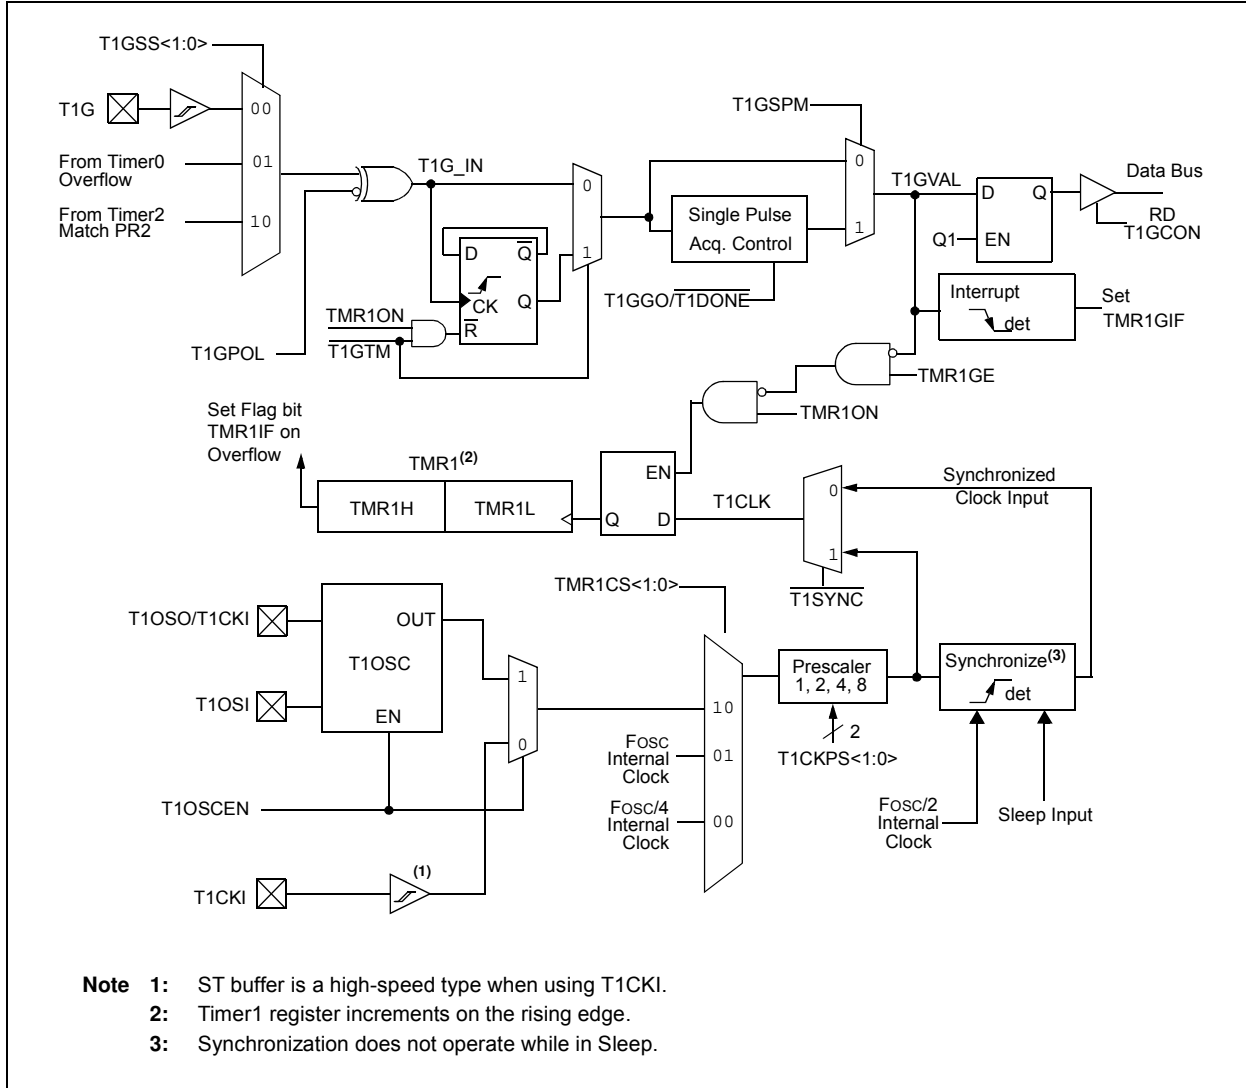 T1GSS<1:0>
T1G
00
From Timer0
Overflow
01
From Timer2
Match PR2
10
T1GPOL
T1G_IN
D
Q
CK
Q
R
TMR1ON
T1GTM
0
1
Single Pulse
Acq. Control
T1GGO/T1DONE
T1GSPM
0
1
T1GVAL
D
Q
Q1
EN
Data Bus
RD
T1GCON
Interrupt
det
Set
TMR1GIF
TMR1GE
TMR1ON
Set Flag bit
TMR1IF on
Overflow
TMR1(2)
TMR1H
TMR1L
EN
Q
D
T1CLK
0
1
T1SYNC
Synchronized
Clock Input
T1OSO/T1CKI
OUT
T1OSC
T1OSI
EN
T1OSCEN
1
0
T1CKI
(1)
TMR1CS<1:0>
10
FOSC
Internal
Clock
01
FOSC/4
Internal
Clock
00
Prescaler
1, 2, 4, 8
2
T1CKPS<1:0>
Synchronize(3)
det
FOSC/2
Internal
Clock
Sleep Input
Note 1: ST buffer is a high-speed type when using T1CKI.
2: Timer1 register increments on the rising edge.
3: Synchronization does not operate while in Sleep.